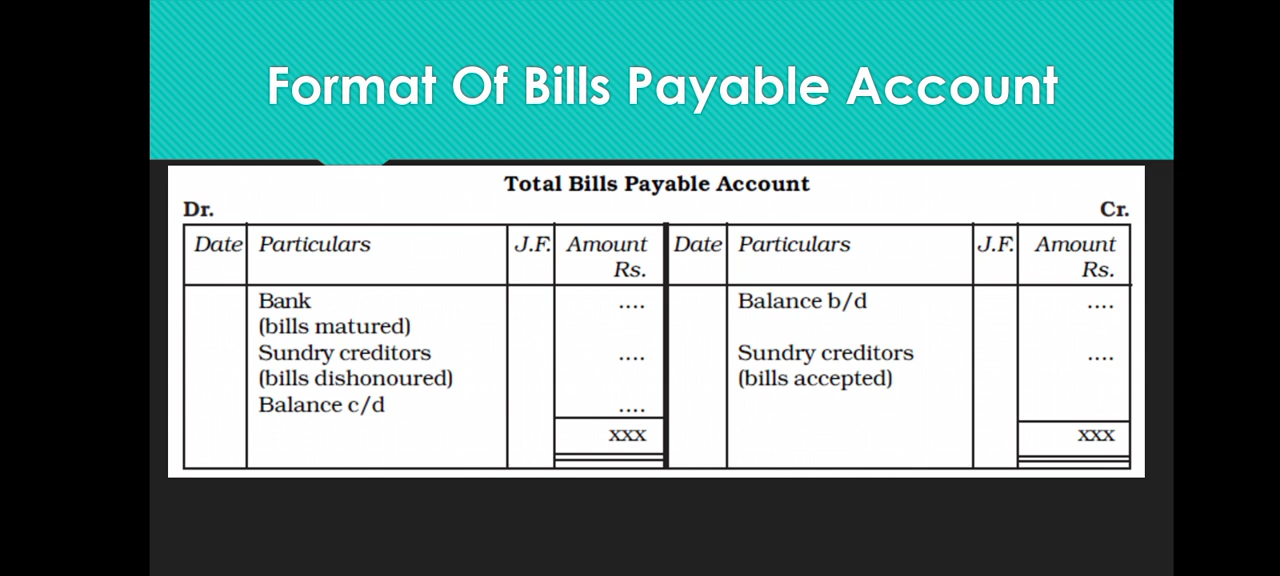 Format Of Bills Payable Account
Total Bills Payable Account
Dr. Cr.
Date Particulars J.F. Amount Date Particulars J.F. Amount
Rs. Rs.
Bank .... Balance b/d ....
(bills matured)
Sundry creditors .... Sundry creditors ....
(bills dishonoured) (bills accepted)
Balance c/d ....
xxx xxx